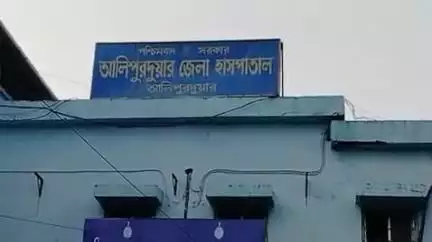 পশ্চিমবঙ্গ সরকার
আলিপুরদুয়ার জেলা হাসপাতাল
আলিপুরদুয়ার